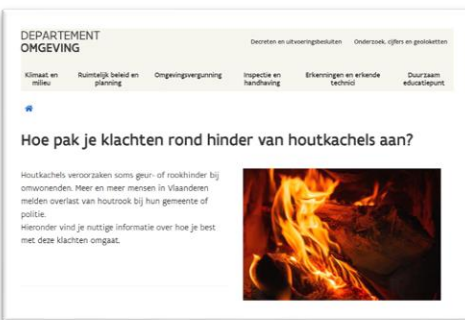 DEPARTEMENT
OMGEVING
Decreten en uitvoeringsbesluiten Onderzoek, cijfers en geoloketten
Klimaat en milieu
Ruimtelijk beleid en planning
Omgevingsvergunning
Inspectie en handhaving
Erkenningen en erkende technici
Duurzaam educatiepunt
Hoe pak je klachten rond hinder van houtkachels aan?
Houtkachels veroorzaken soms geur- of rookhinder bij
omwonenden. Meer en meer mensen in Vlaanderen
melden overlast van houtrook bij hun gemeente of
politie.
Hieronder vind je nuttige informatie over hoe je best
met deze klachten omgaat.